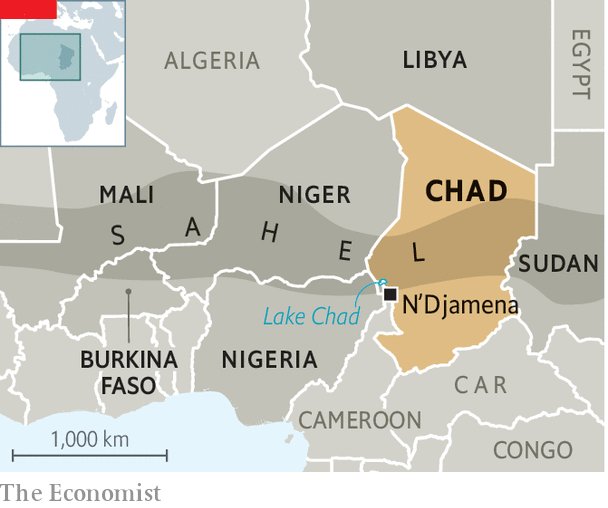 ALGERIA
LIBYA
EGYPT
MALI
NIGER
CHAD
SAHEL
SUDAN
Lake Chad
N'Djamena
BURKINA
FASO
NIGERIA
CAR
CAMEROON
CONGO
1,000 km
The Economist